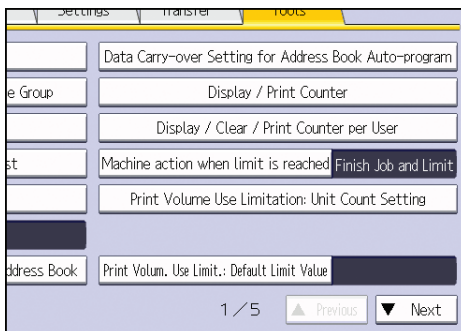 Settings Transfer Tools
Data Carry-over Setting for Address Book Auto-program
e Group Display / Print Counter
Display / Clear / Print Counter per User
st Machine action when limit is reached Finish Job and Limit
Print Volume Use Limitation: Unit Count Setting
ddress Book Print Volum. Use Limit.: Default Limit Value
1/5 ▲ Previous ▼ Next